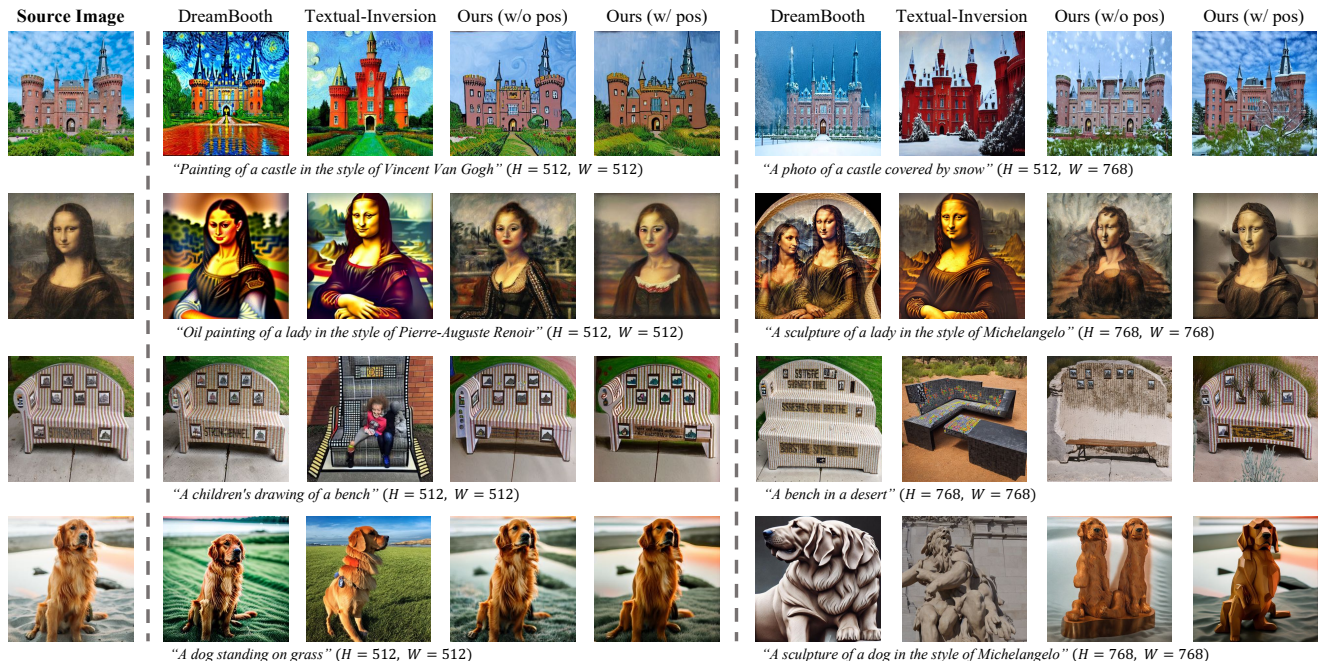 Source Image DreamBooth Textual-Inversion Ours (w/o pos) Ours (w/ pos) DreamBooth Textual-Inversion Ours (w/o pos) Ours (w/ pos)
“Painting of a castle in the style of Vincent Van Gogh” (H = 512, W = 512) “A photo of a castle covered by snow” (H = 512, W = 768)
“Oil painting of a lady in the style of Pierre-Auguste Renoir” (H = 512, W = 512) “A sculpture of a lady in the style of Michelangelo” (H = 768, W = 768)
“A children's drawing of a bench” (H = 512, W = 512) “A bench in a desert” (H = 768, W = 768)
“A dog standing on grass” (H = 512, W = 512) “A sculpture of a dog in the style of Michelangelo” (H = 768, W = 768)